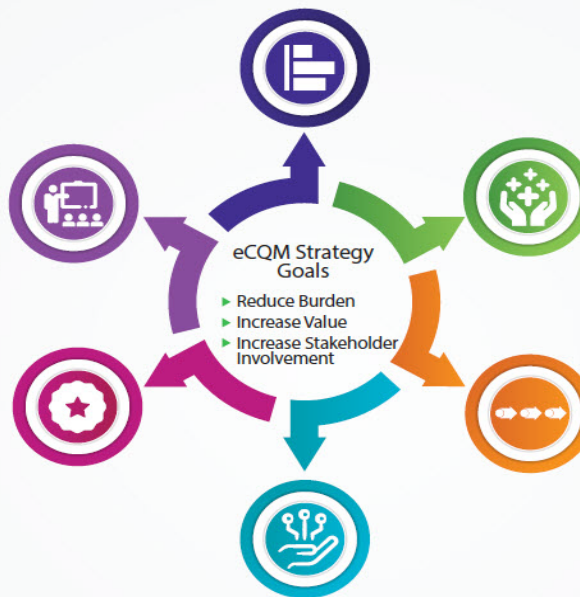 eCQM Strategy
Goals
Reduce Burden
Increase Value
Increase Stakeholder
Involvement